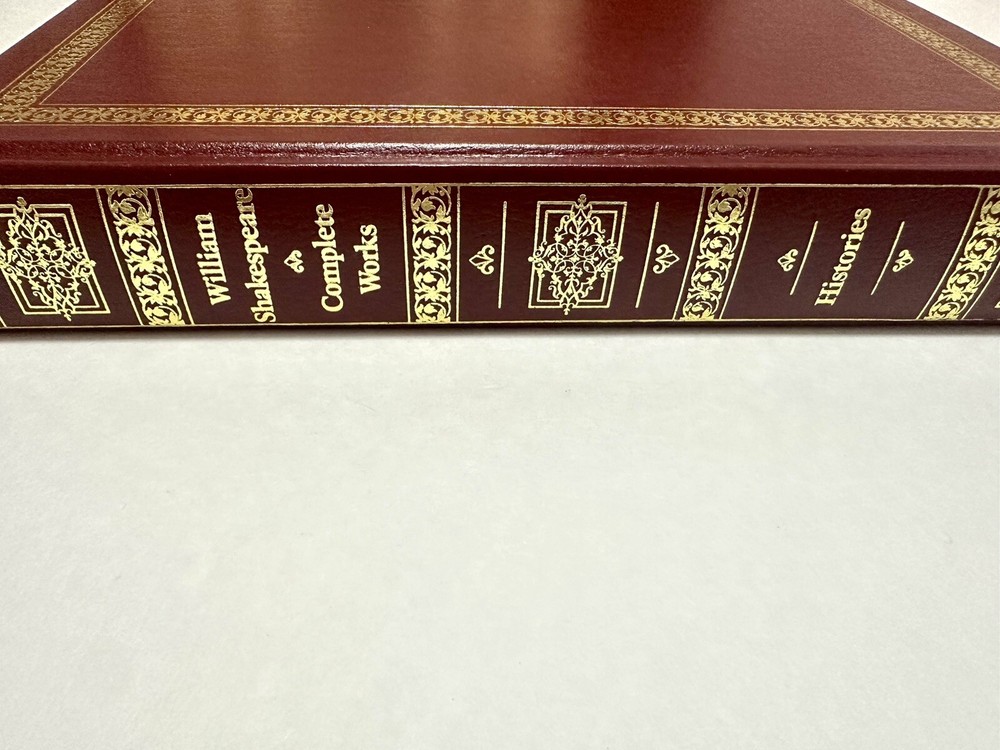 William
Shakespeare
Complete
Works
Histories